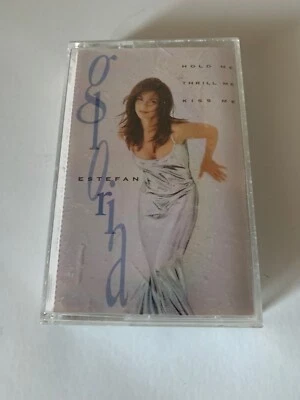 gloria
ESTEFAN
HOLD ME
THRILL ME
KISS ME